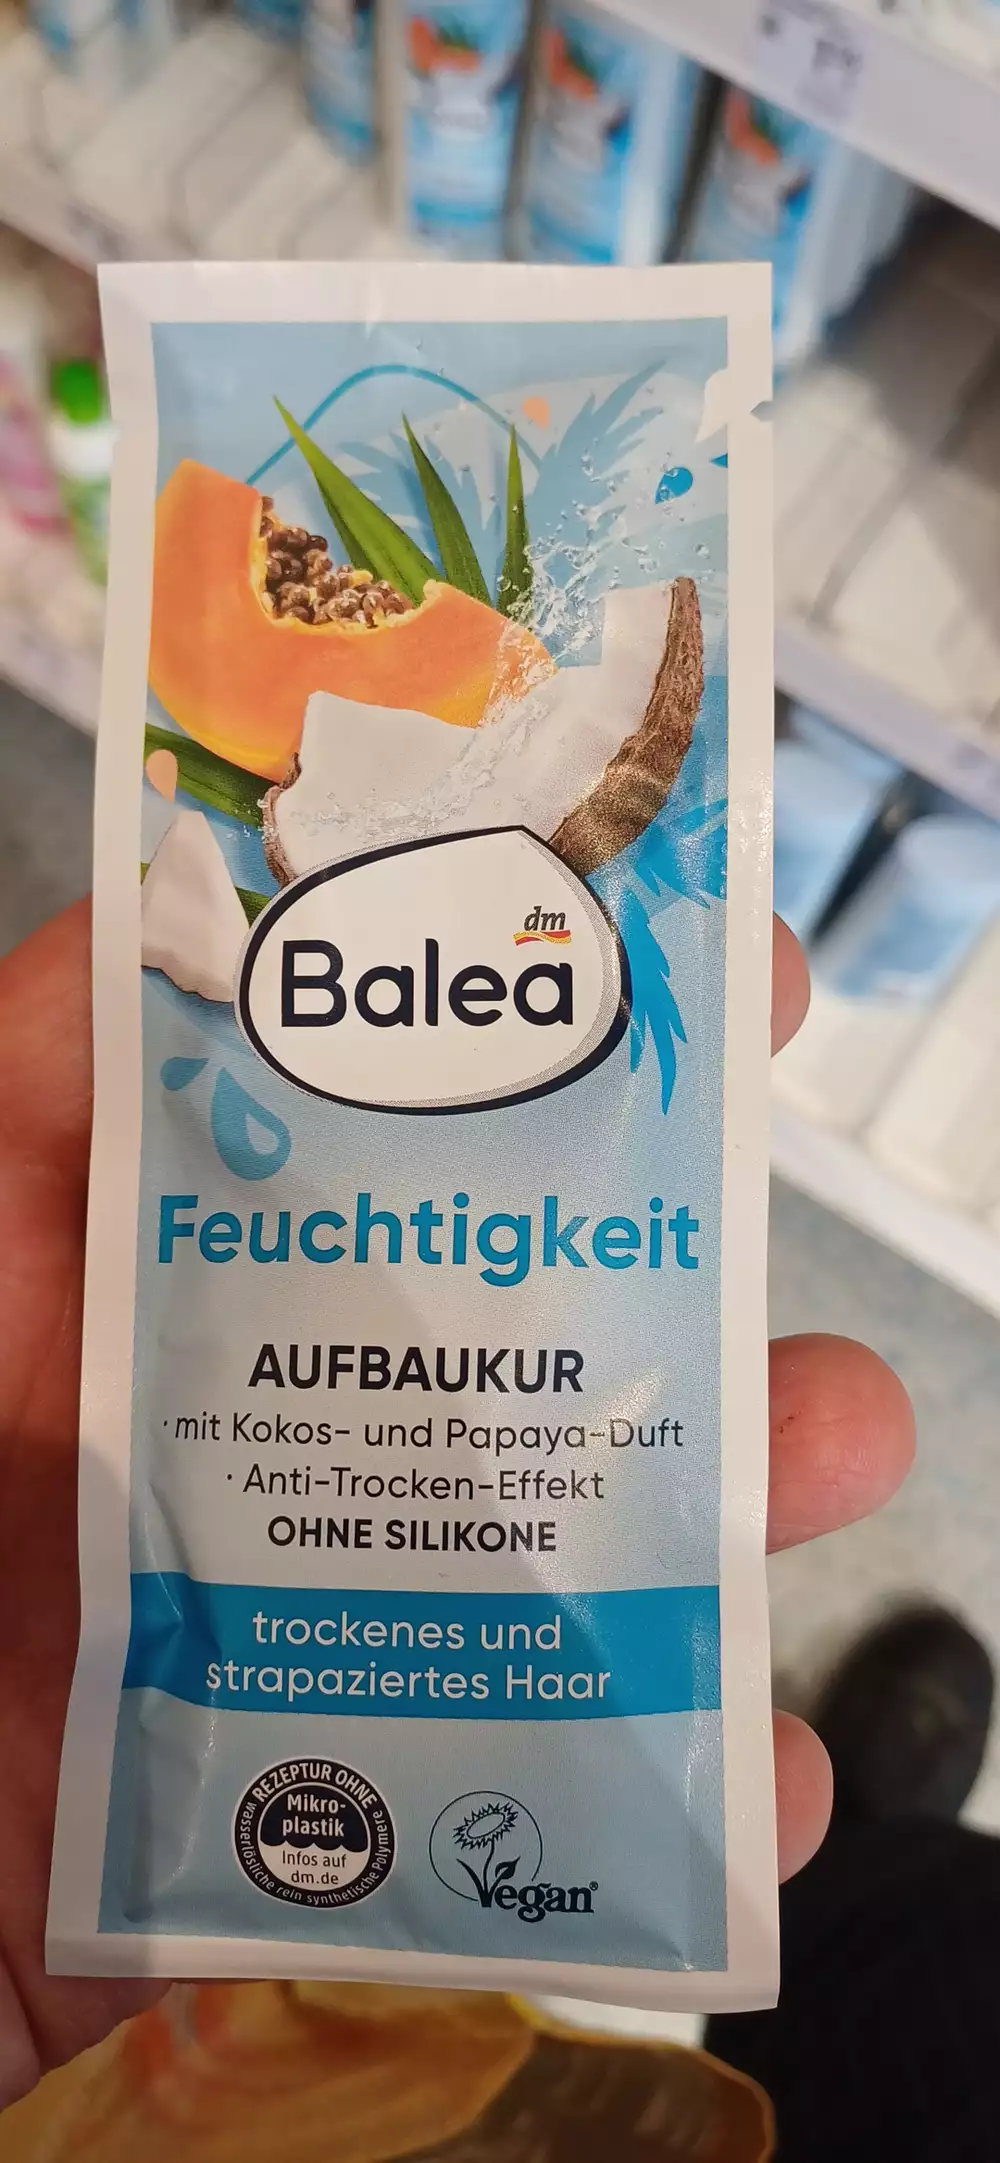 dm
Balea
Feuchtigkeit
AUFBAUKUR
· mit Kokos- und Papaya-Duft
· Anti-Trocken-Effekt
OHNE SILIKONE
trockenes und
strapaziertes Haar
REZEPTUR OHNE
Mikro-
plastik
Infos auf
dm.de
wasserlösliche rein synthetische Polymere
Vegan®